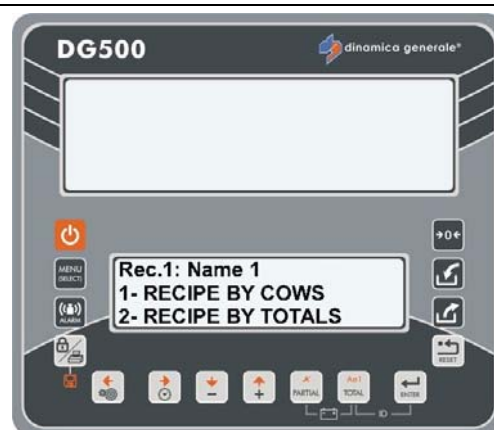 DG500
dinamica generale®
→0←
MENU
(SELECT)
ALARM
Rec.1: Name 1
1- RECIPE BY COWS
2- RECIPE BY TOTALS
RESET
PARTIAL
TOTAL
ENTER
ID